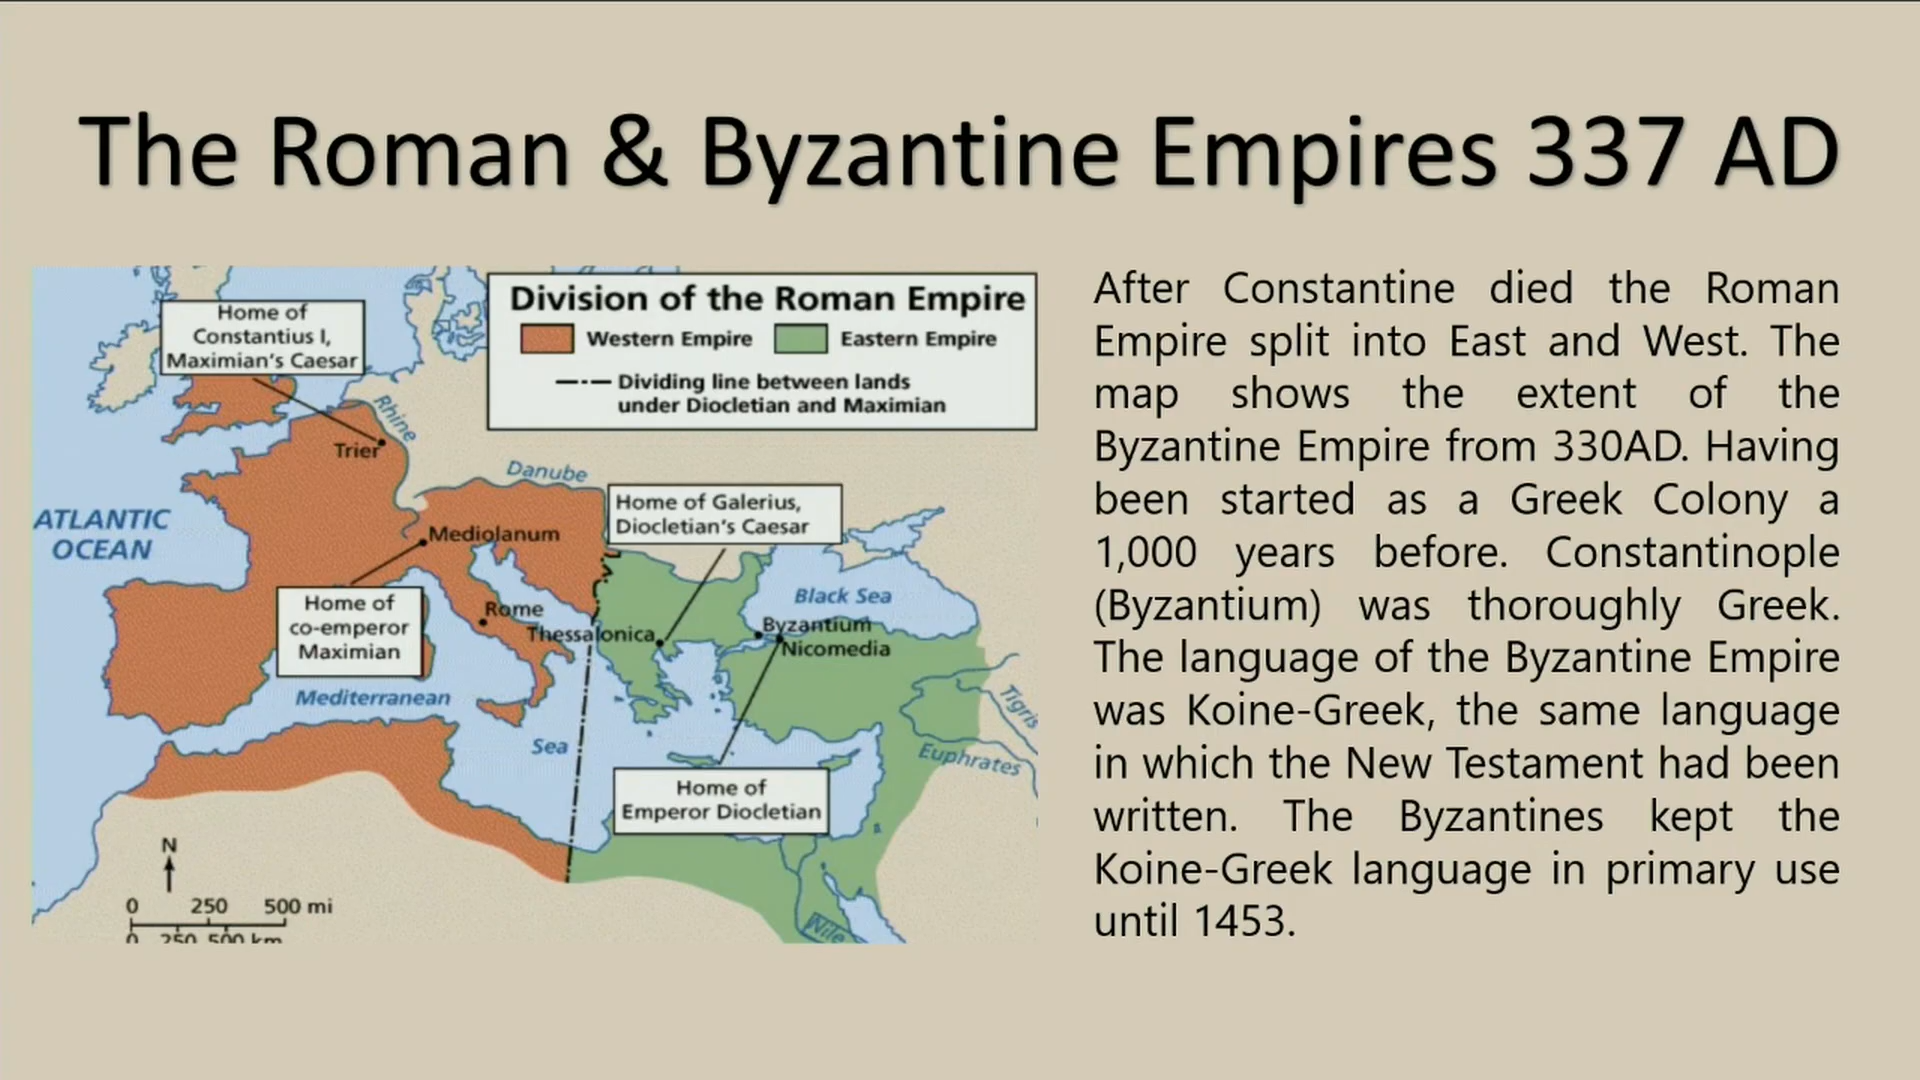 The Roman & Byzantine Empires 337 AD
Division of the Roman Empire
Western Empire
Eastern Empire
Dividing line between lands
under Diocletian and Maximian
Home of
Constantius I,
Maximian's Caesar
Rhine
Trier
Danube
Home of Galerius,
Diocletian's Caesar
ATLANTIC
OCEAN
Mediolanum
Black Sea
Home of
co-emperor
Maximian
Rome
Thessalonica
Byzantium
Nicomedia
Mediterranean
Sea
Tigris
Euphrates
Home of
Emperor Diocletian
N
0 250 500 mi
0 250 500 km
Nile
After Constantine died the Roman
Empire split into East and West. The
map shows the extent of the
Byzantine Empire from 330AD. Having
been started as a Greek Colony a
1,000 years before. Constantinople
(Byzantium) was thoroughly Greek.
The language of the Byzantine Empire
was Koine-Greek, the same language
in which the New Testament had been
written. The Byzantines kept the
Koine-Greek language in primary use
until 1453.